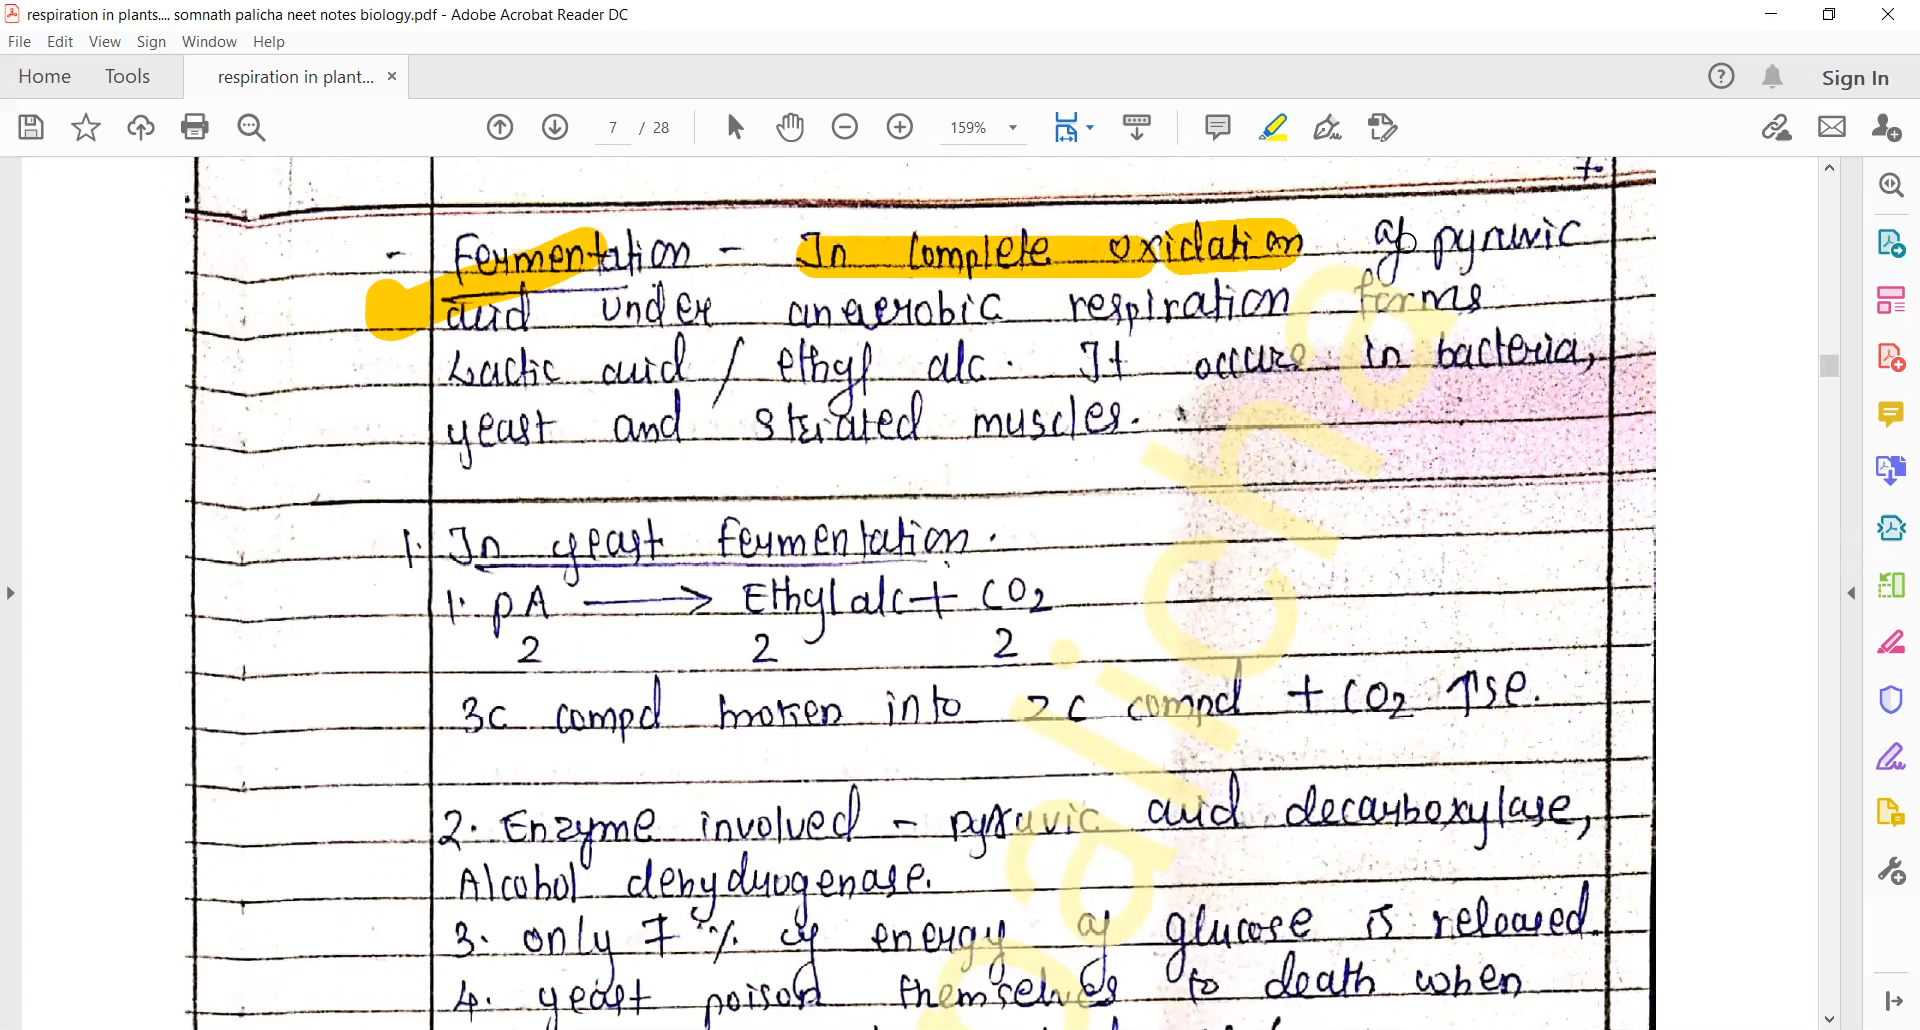 respiration in plants.... somnath palicha neet notes biology.pdf - Adobe Acrobat Reader DC
File Edit View Sign Window Help
Home Tools respiration in plant... × Sign In
7 / 28 159%
- Fermentation - In complete oxidation of pyruvic
acid under anaerobic respiration forms
Lactic acid / ethyl alc. It occurs in bacteria,
yeast and striated muscles.
1. In yeast fermentation.
1. PA ⟶ Ethyl alc + CO2
2 2 2
3c compd broken into 2c compd + CO2 ↑se.
2. Enzyme involved - pyruvic acid decarboxylase,
Alcohol dehydrogenase.
3. only 7 % of energy of glucose is released.
4. yeast poison themselves to death when
palicha